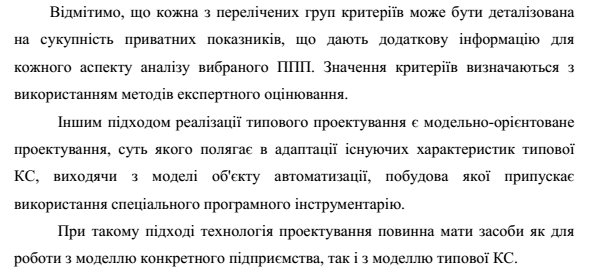 Відмітимо, що кожна з перелічених груп критеріїв може бути деталізована
на сукупність приватних показників, що дають додаткову інформацію для
кожного аспекту аналізу вибраного ППП. Значення критеріїв визначаються з
використанням методів експертного оцінювання.
Іншим підходом реалізації типового проектування є модельно-орієнтоване
проектування, суть якого полягає в адаптації існуючих характеристик типової
КС, виходячи з моделі об'єкту автоматизації, побудова якої припускає
використання спеціального програмного інструментарію.
При такому підході технологія проектування повинна мати засоби як для
роботи з моделлю конкретного підприємства, так і з моделлю типової КС.